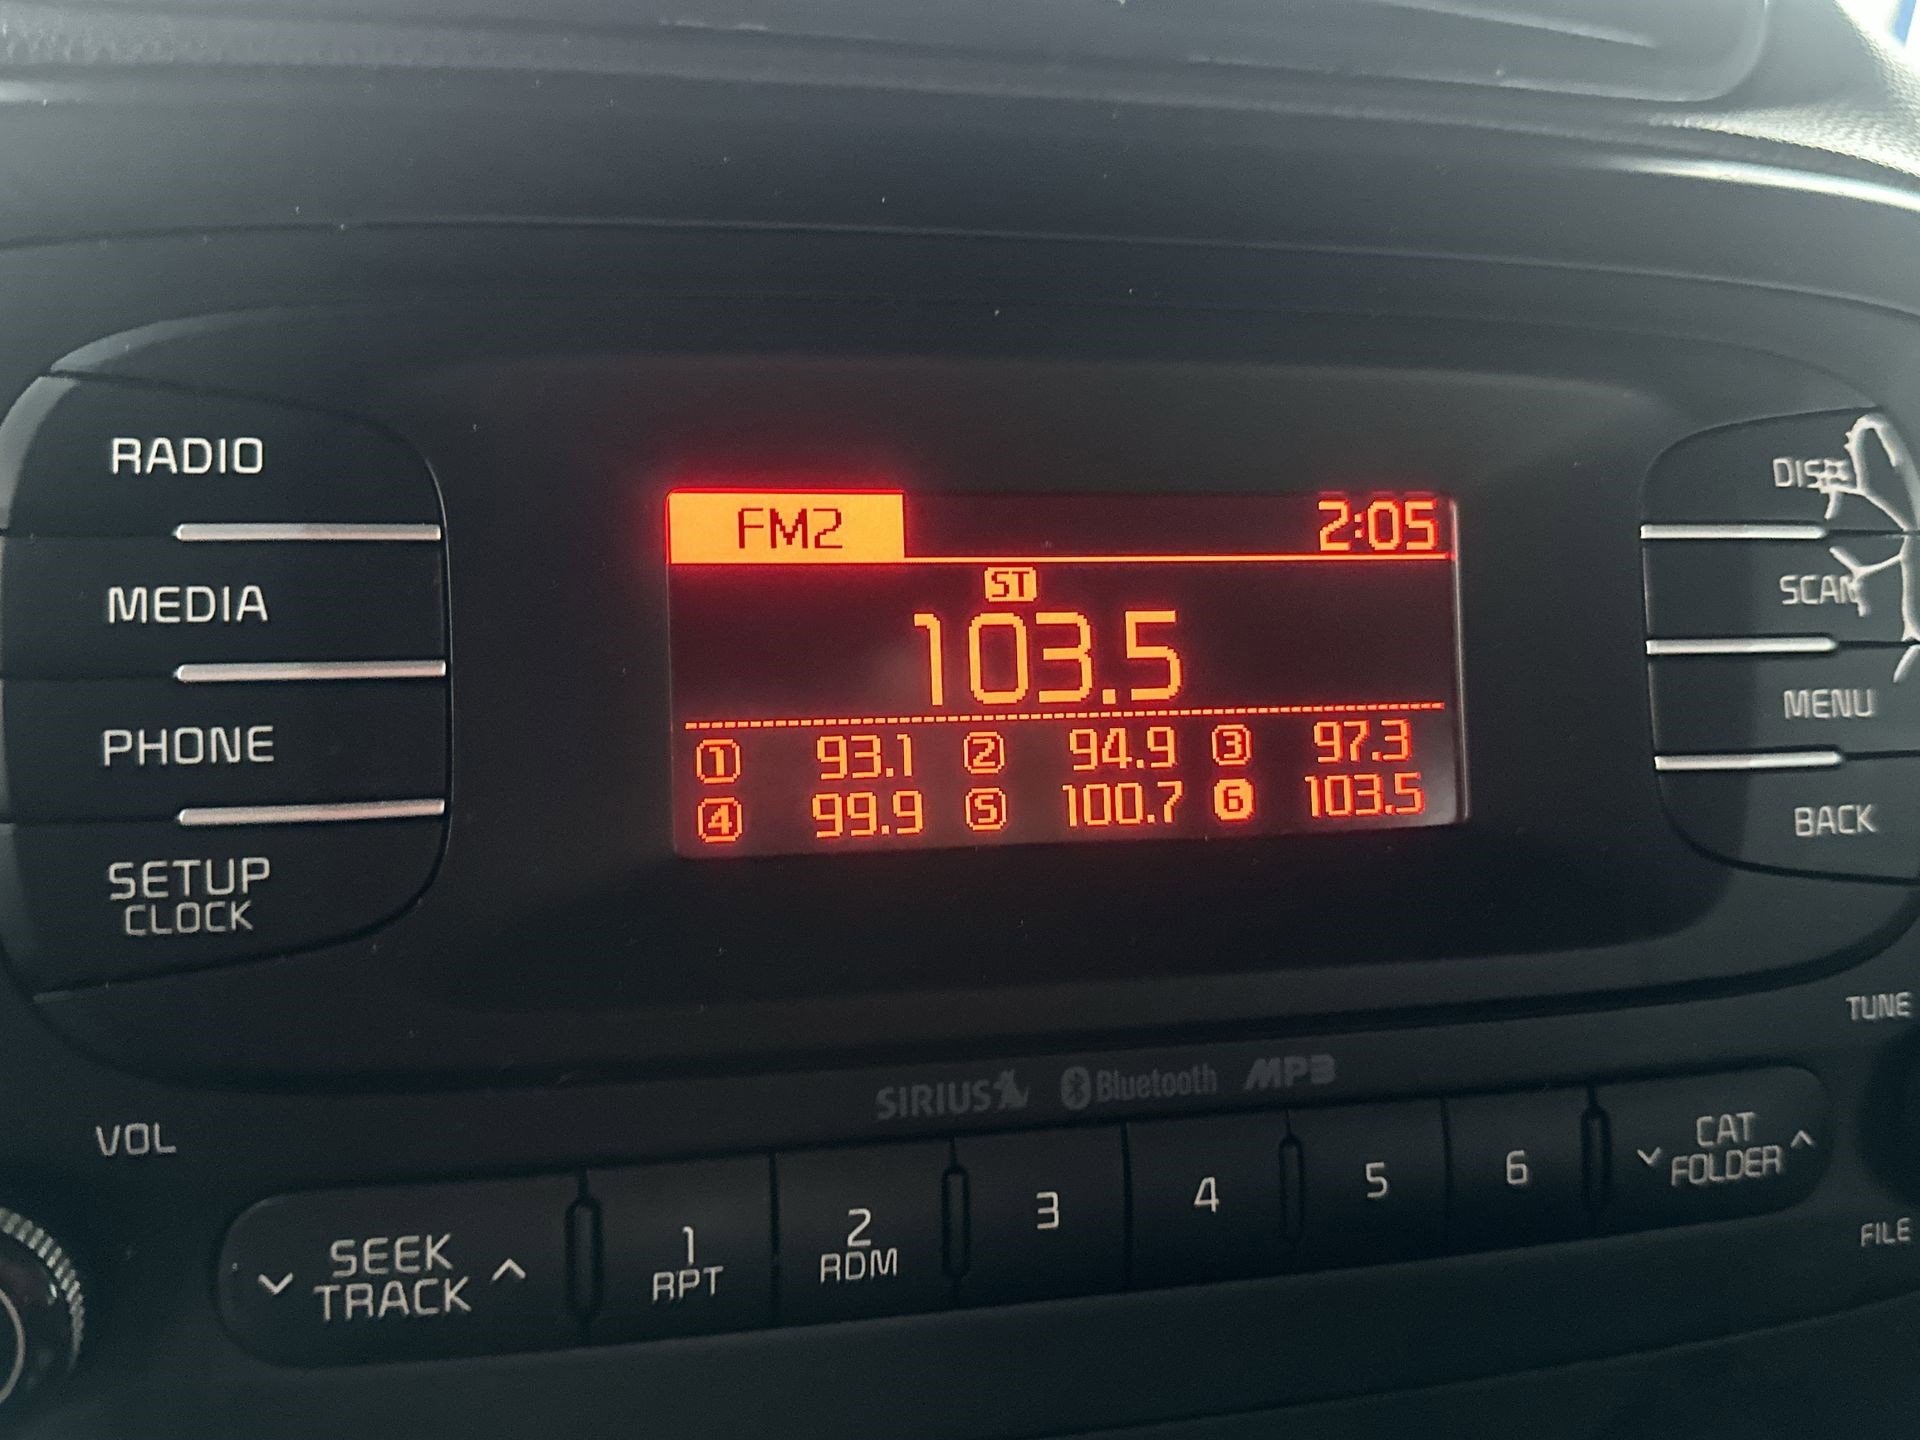 RADIO
MEDIA
PHONE
SETUP
CLOCK
FM2 2:05
ST
103.5
1 93.1 2 94.9 3 97.3
4 99.9 5 100.7 6 103.5
SCAN
MENU
BACK
TUNE
SIRIUS Bluetooth MP3
VOL
SEEK
TRACK
1
RPT
2
RDM
3
4
5
6
CAT
FOLDER
FILE